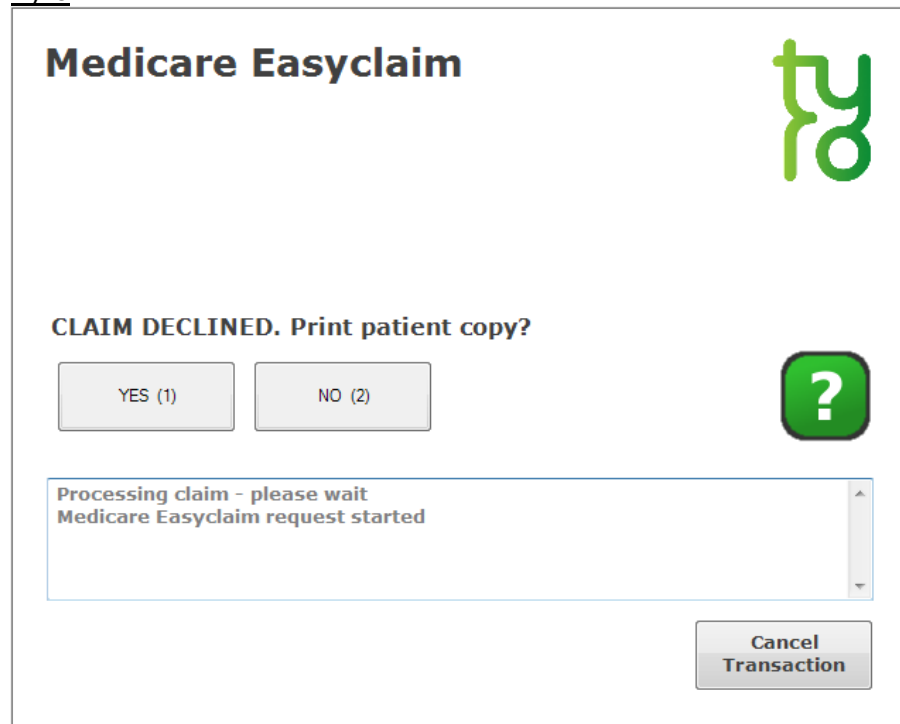 Medicare Easyclaim
tyro
CLAIM DECLINED. Print patient copy?
YES (1)
NO (2)
?
Processing claim - please wait
Medicare Easyclaim request started
Cancel
Transaction